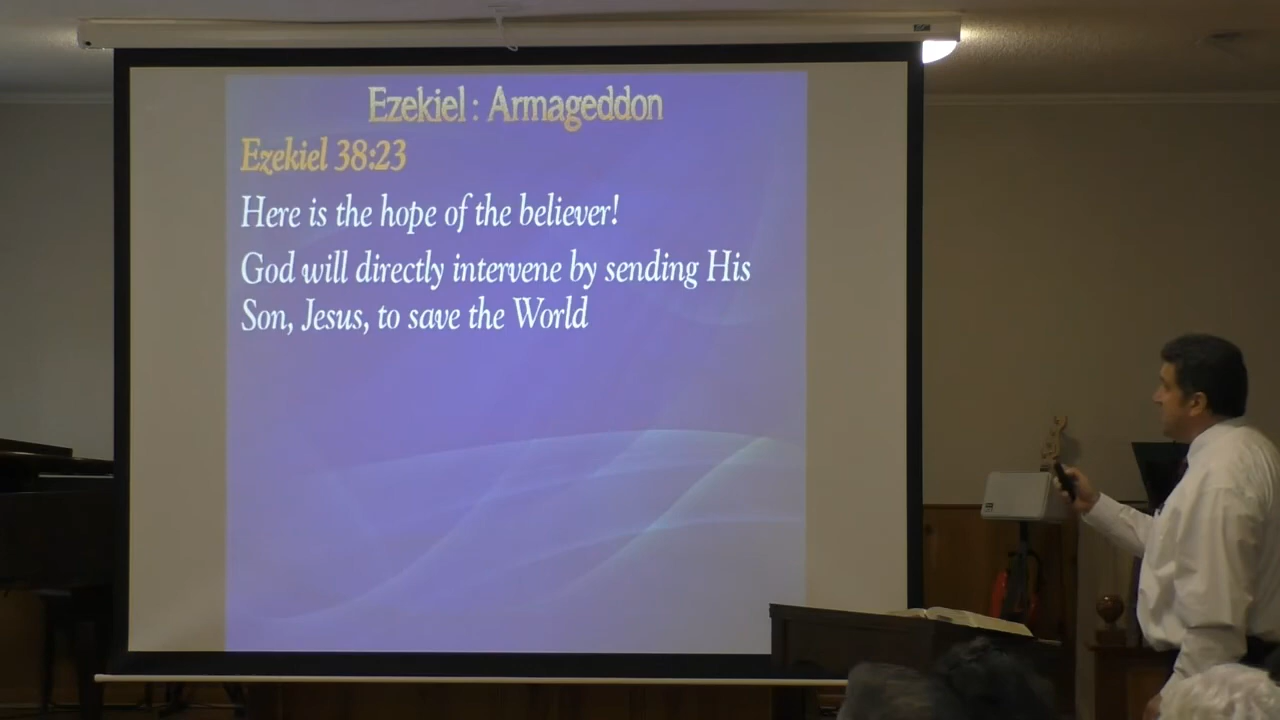 Ezekiel : Armageddon
Ezekiel 38:23
Here is the hope of the believer!
God will directly intervene by sending His
Son, Jesus, to save the World